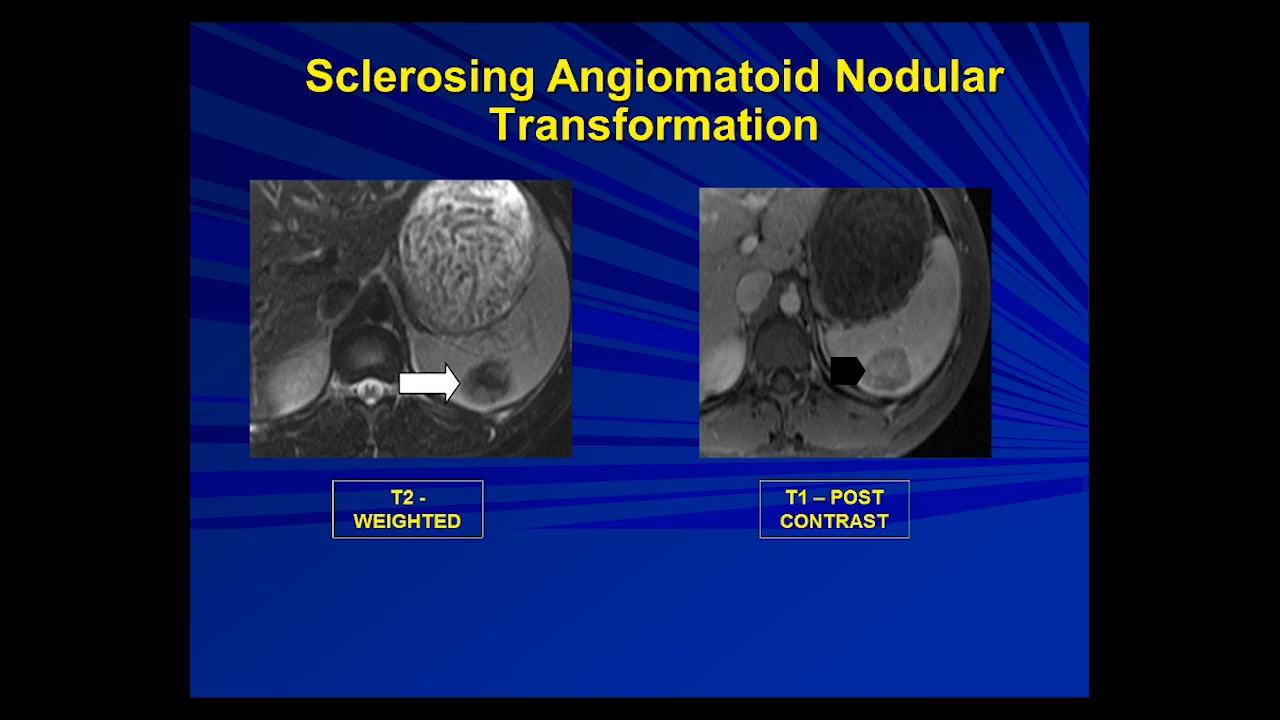 Sclerosing Angiomatoid Nodular
Transformation
T2 -
WEIGHTED
T1 – POST
CONTRAST